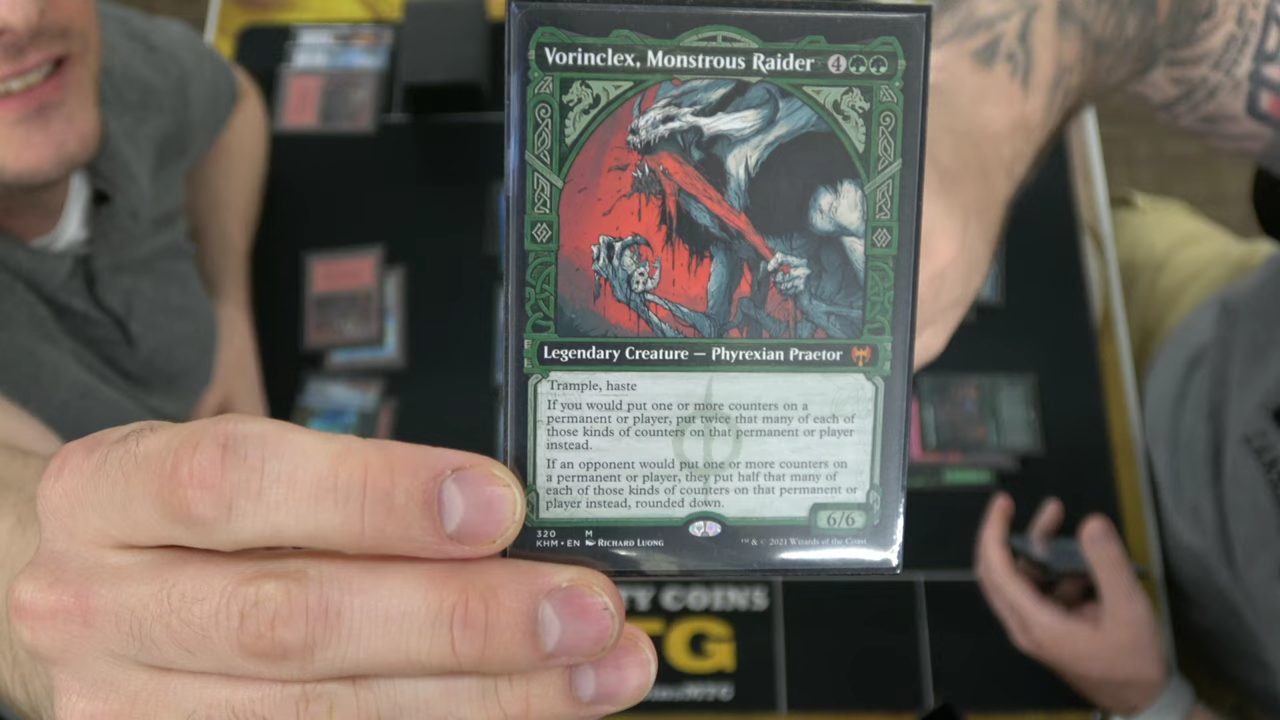 Vorinclex, Monstrous Raider 4
Legendary Creature — Phyrexian Praetor
Trample, haste
If you would put one or more counters on a
permanent or player, put twice that many of each of
those kinds of counters on that permanent or player
instead.
If an opponent would put one or more counters on
a permanent or player, they put half that many of
each of those kinds of counters on that permanent or
player instead, rounded down.
6/6
320 M
KHM • EN Richard Luong
™ & © 2021 Wizards of the Coast
TY COINS
TG